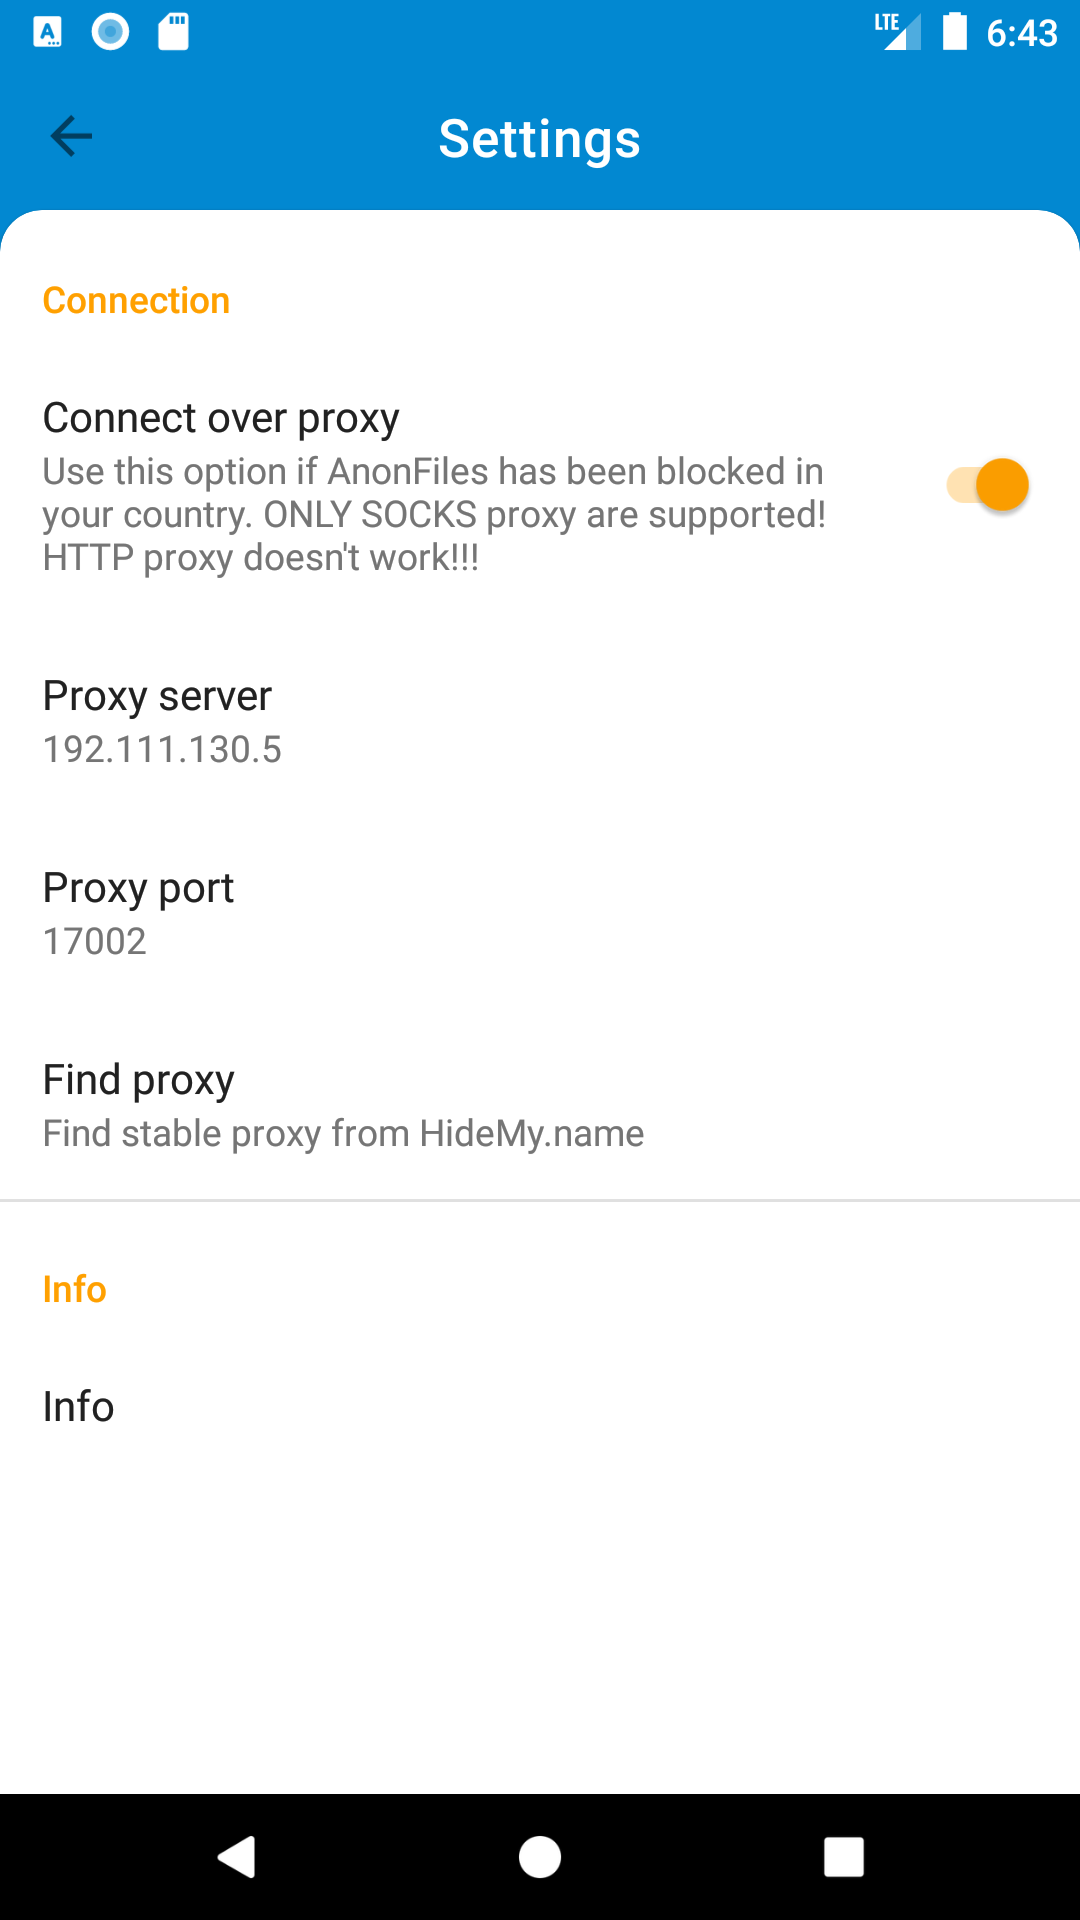 LTE 6:43
Settings
Connection
Connect over proxy
Use this option if AnonFiles has been blocked in
your country. ONLY SOCKS proxy are supported!
HTTP proxy doesn't work!!!
Proxy server
192.111.130.5
Proxy port
17002
Find proxy
Find stable proxy from HideMy.name
Info
Info